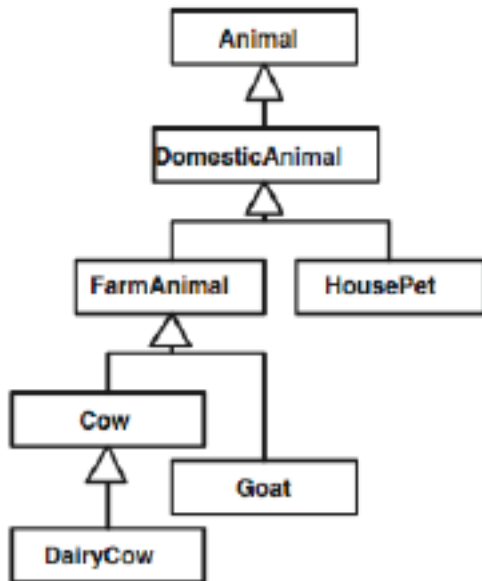 Animal
DomesticAnimal
FarmAnimal
HousePet
Cow
Goat
DairyCow